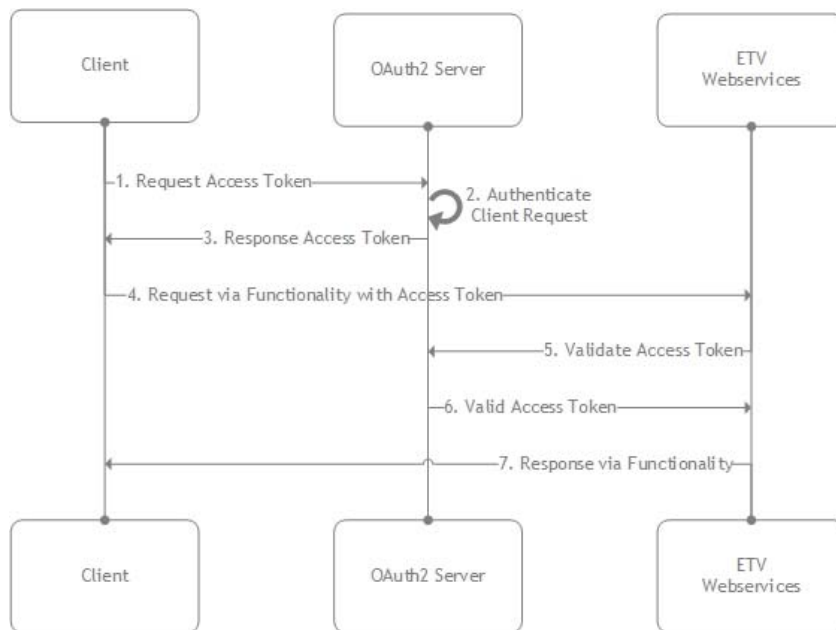 Client
OAuth2 Server
ETV
Webservices
1. Request Access Token
2. Authenticate
Client Request
3. Response Access Token
4. Request via Functionality with Access Token
5. Validate Access Token
6. Valid Access Token
7. Response via Functionality
Client
OAuth2 Server
ETV
Webservices